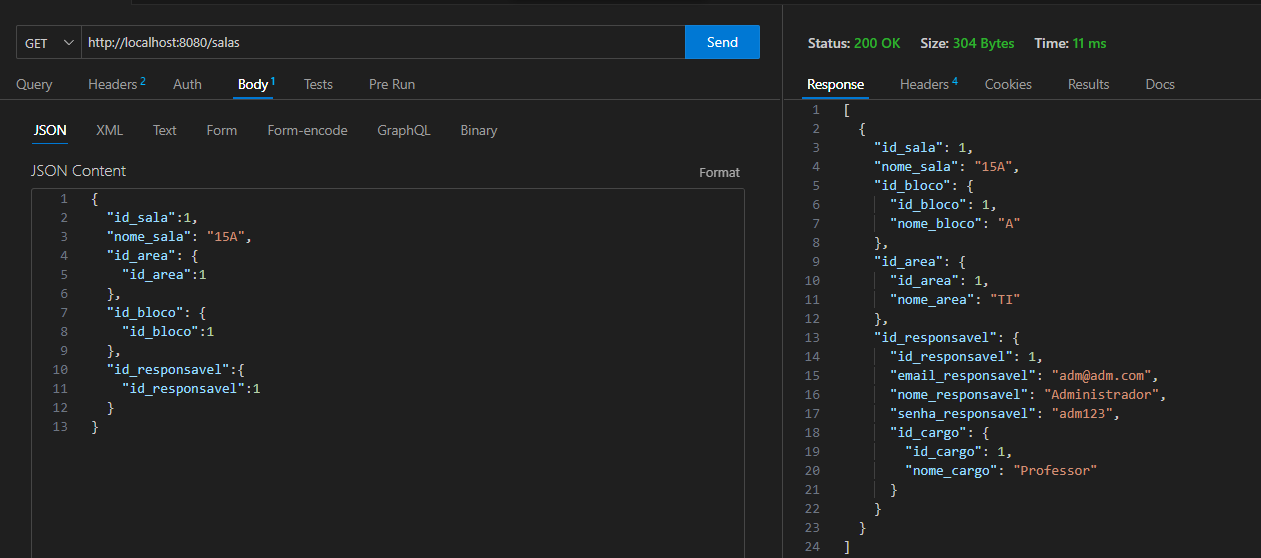 GET http://localhost:8080/salas Send
Query Headers 2 Auth Body 1 Tests Pre Run
JSON XML Text Form Form-encode GraphQL Binary
JSON Content Format
1 {
2 "id_sala":1,
3 "nome_sala": "15A",
4 "id_area": {
5 "id_area":1
6 },
7 "id_bloco": {
8 "id_bloco":1
9 },
10 "id_responsavel":{
11 "id_responsavel":1
12 }
13 }
Status: 200 OK Size: 304 Bytes Time: 11 ms
Response Headers 4 Cookies Results Docs
1 [
2 {
3 "id_sala": 1,
4 "nome_sala": "15A",
5 "id_bloco": {
6 "id_bloco": 1,
7 "nome_bloco": "A"
8 },
9 "id_area": {
10 "id_area": 1,
11 "nome_area": "TI"
12 },
13 "id_responsavel": {
14 "id_responsavel": 1,
15 "email_responsavel": "adm@adm.com",
16 "nome_responsavel": "Administrador",
17 "senha_responsavel": "adm123",
18 "id_cargo": {
19 "id_cargo": 1,
20 "nome_cargo": "Professor"
21 }
22 }
23 }
24 ]